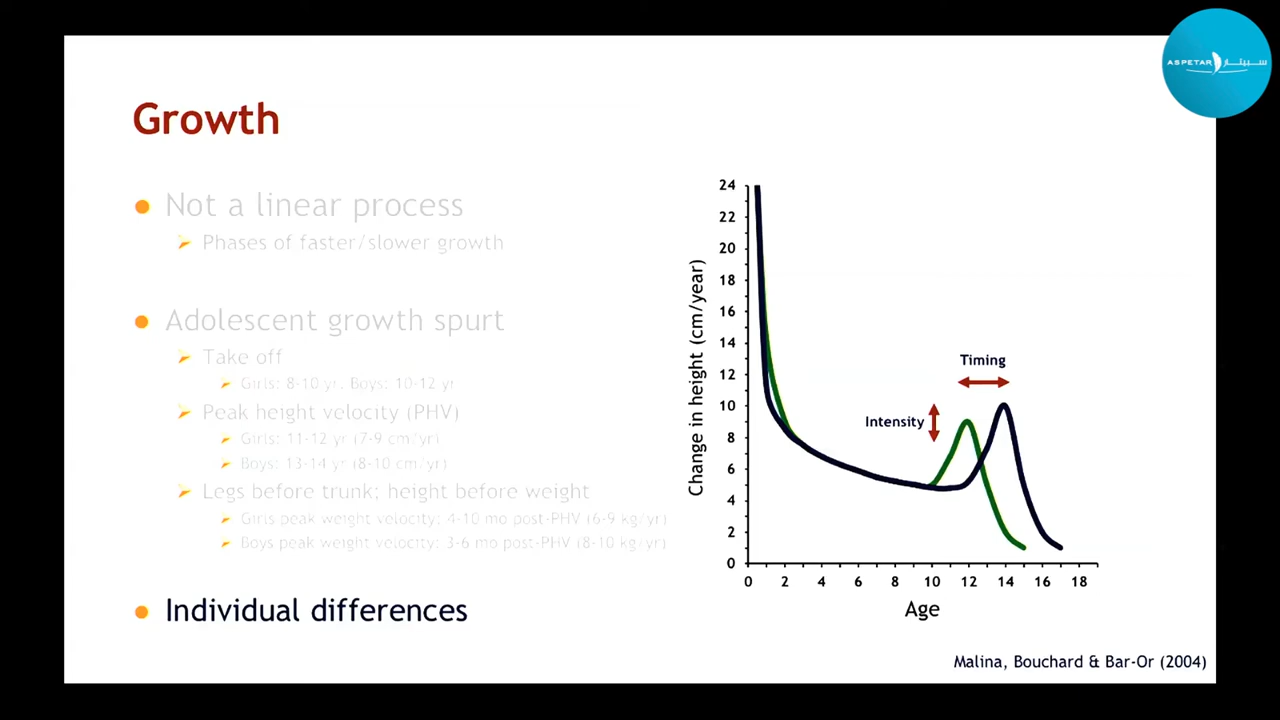 ASPETAR سبيتار
Growth
Not a linear process
Phases of faster/slower growth
Adolescent growth spurt
Take off
Girls: 8-10 yr, Boys: 10-12 yr
Peak height velocity (PHV)
Girls: 11-12 yr (7-9 cm/yr)
Boys: 13-14 yr (8-10 cm/yr)
Legs before trunk; height before weight
Girls peak weight velocity: 4-10 mo post-PHV (6-9 kg/yr)
Boys peak weight velocity: 3-6 mo post-PHV (8-10 kg/yr)
Individual differences
Change in height (cm/year)
24
22
20
18
16
14
12
10
8
6
4
2
0
Timing
Intensity
0 2 4 6 8 10 12 14 16 18
Age
Malina, Bouchard & Bar-Or (2004)